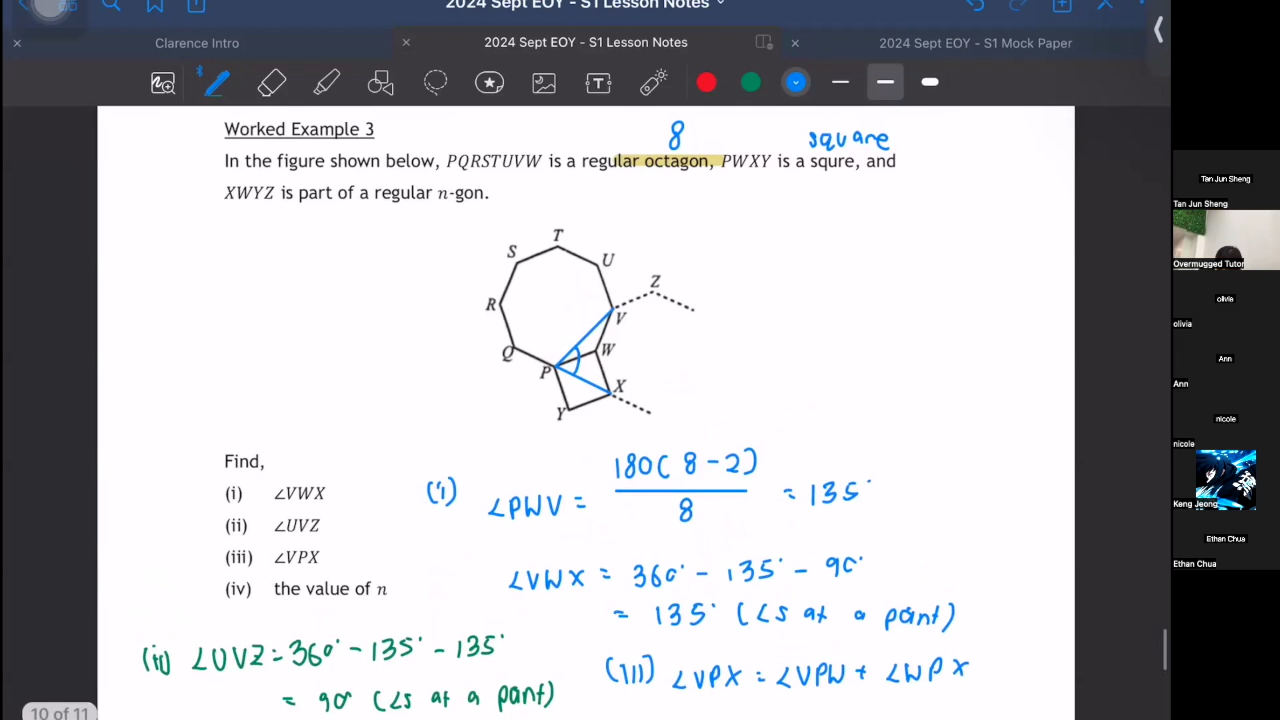 2024 Sept EOY - S1 Lesson Notes
Clarence Intro
2024 Sept EOY - S1 Lesson Notes
2024 Sept EOY - S1 Mock Paper
Worked Example 3
8
square
In the figure shown below, PQRSTUVW is a regular octagon, PWXY is a squre, and
XWYZ is part of a regular n-gon.
T
S
U
Z
R
V
Q
W
P
X
Y
Find,
(i) ∠VWX
(ii) ∠UVZ
(iii) ∠VPX
(iv) the value of n
(i) ∠PWV = 180(8-2)/8 = 135°
∠VWX = 360° - 135° - 90°
= 135° (∠s at a point)
(ii) ∠UVZ = 360° - 135° - 135°
= 90° (∠s at a point)
(iii) ∠VPX = ∠VPW + ∠WPX
10 of 11
Tan Jun Sheng
Tan Jun Sheng
Overmugged Tutor
olivia
olivia
Ann
Ann
nicole
nicole
Keng Jeong
Ethan Chua
Ethan Chua